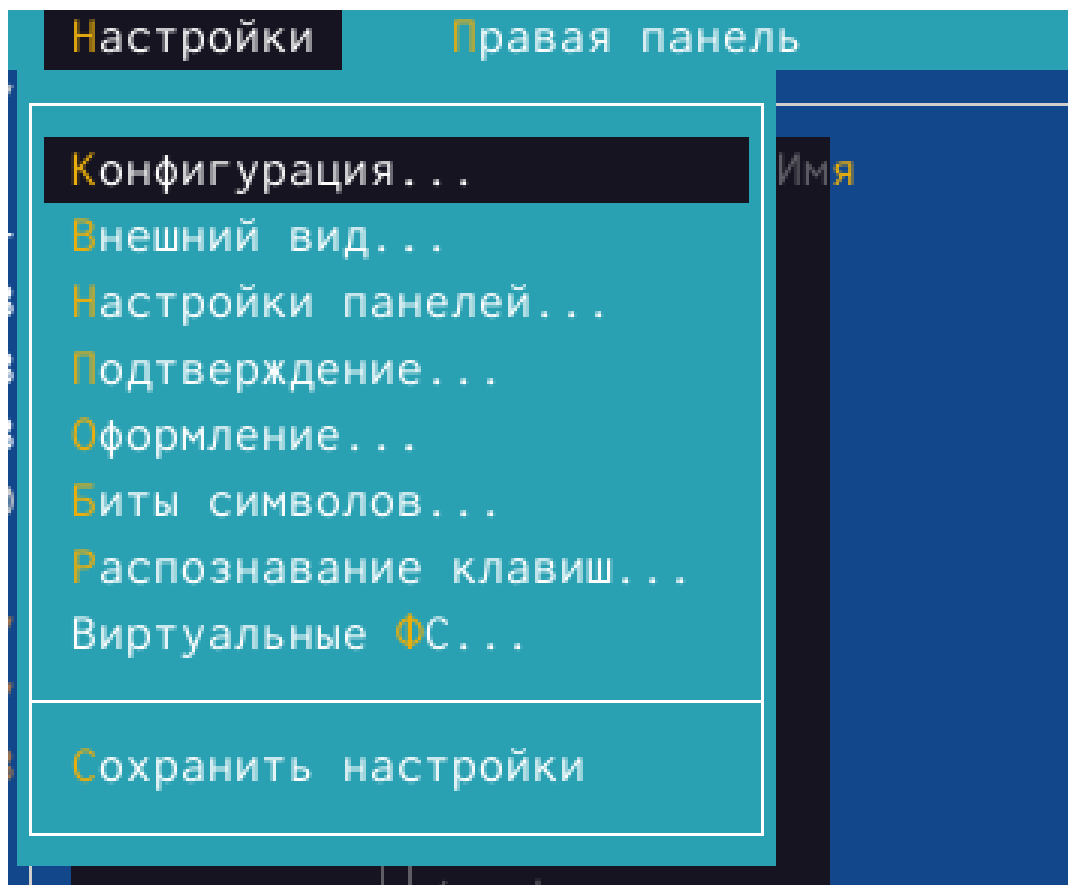 Настройки Правая панель
Имя
Конфигурация...
Внешний вид...
Настройки панелей...
Подтверждение...
Оформление...
Биты символов...
Распознавание клавиш...
Виртуальные ФС...
Сохранить настройки